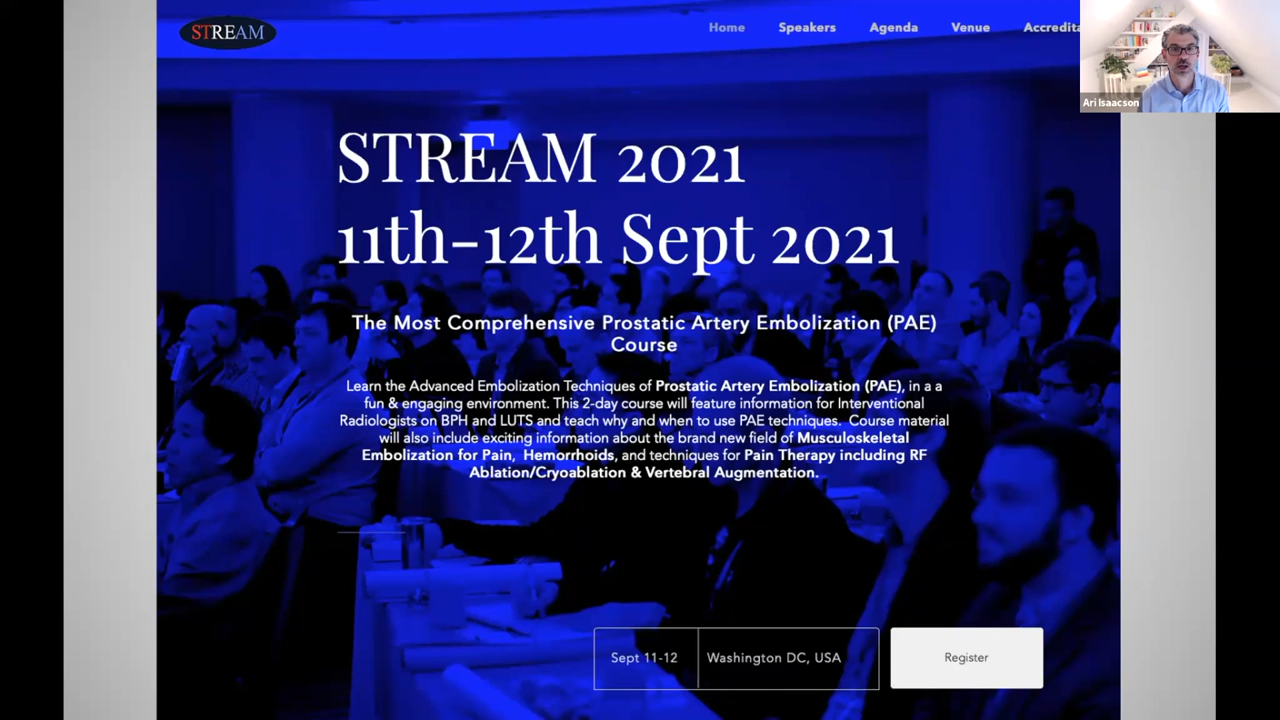 STREAM
Home Speakers Agenda Venue Accredita
Ari Isaacson
STREAM 2021
11th-12th Sept 2021
The Most Comprehensive Prostatic Artery Embolization (PAE)
Course
Learn the Advanced Embolization Techniques of Prostatic Artery Embolization (PAE), in a a
fun & engaging environment. This 2-day course will feature information for Interventional
Radiologists on BPH and LUTS and teach why and when to use PAE techniques. Course material
will also include exciting information about the brand new field of Musculoskeletal
Embolization for Pain, Hemorrhoids, and techniques for Pain Therapy including RF
Ablation/Cryoablation & Vertebral Augmentation.
Sept 11-12 Washington DC, USA Register